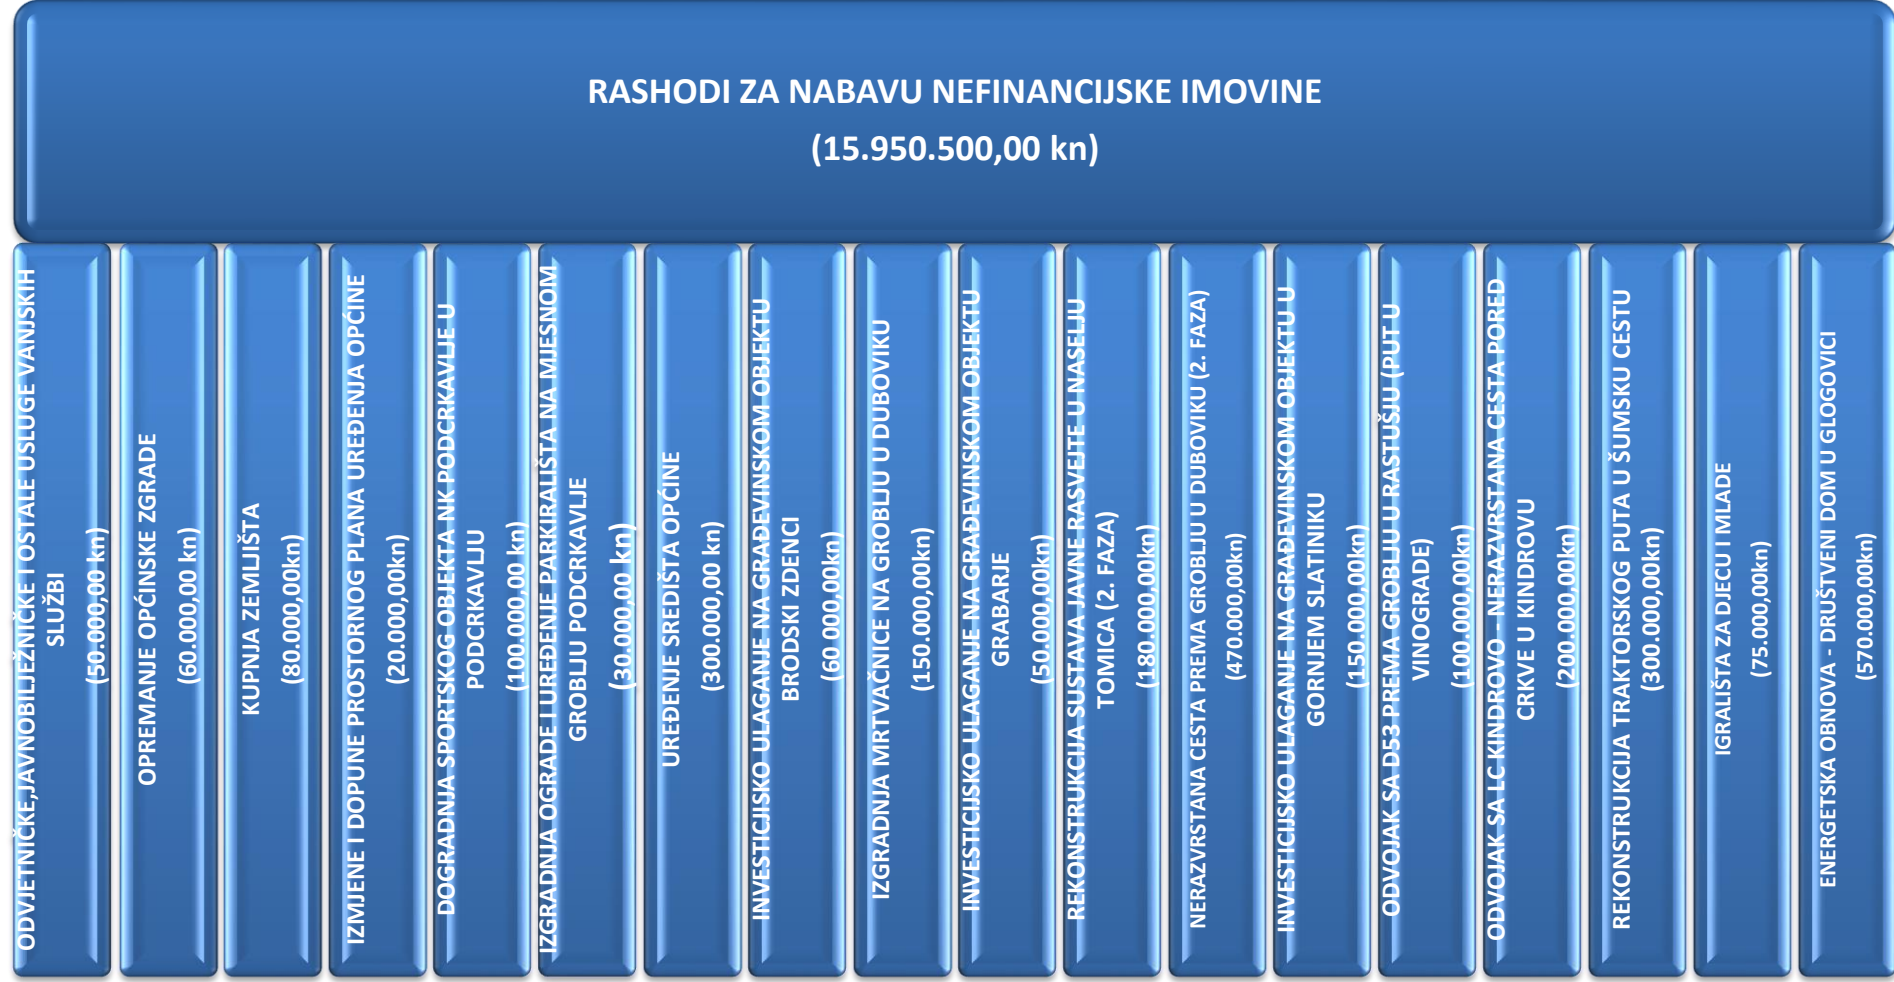 RASHODI ZA NABAVU NEFINANCIJSKE IMOVINE
(15.950.500,00 kn)
ODVJETNIČKE,JAVNOBILJEŽNIČKE I OSTALE USLUGE VANJSKIH
SLUŽBI
(50.000,00 kn)
OPREMANJE OPĆINSKE ZGRADE
(60.000,00 kn)
KUPNJA ZEMLJIŠTA
(80.000,00kn)
IZMJENE I DOPUNE PROSTORNOG PLANA UREĐENJA OPĆINE
(20.000,00kn)
DOGRADNJA SPORTSKOG OBJEKTA NK PODCRKAVLJE U
PODCRKAVLJU
(100.000,00 kn)
IZGRADNJA OGRADE I UREĐENJE PARKIRALIŠTA NA MJESNOM
GROBLJU PODCRKAVLJE
(30.000,00 kn)
UREĐENJE SREDIŠTA OPĆINE
(300.000,00 kn)
INVESTICIJISKO ULAGANJE NA GRAĐEVINSKOM OBJEKTU
BRODSKI ZDENCI
(60 000,00kn)
IZGRADNJA MRTVAČNICE NA GROBLJU U DUBOVIKU
(150.000,00kn)
INVESTICIJSKO ULAGANJE NA GRAĐEVINSKOM OBJEKTU
GRABARJE
(50.000,00kn)
REKONSTRUKCIJA SUSTAVA JAVNE RASVJETE U NASELJU
TOMICA (2. FAZA)
(180.000,00kn)
NERAZVRSTANA CESTA PREMA GROBLJU U DUBOVIKU (2. FAZA)
(470.000,00kn)
INVESTICIJSKO ULAGANJE NA GRAĐEVINSKOM OBJEKTU U
GORNJEM SLATINIKU
(150.000,00kn)
ODVOJAK SA D53 PREMA GROBLJU U RASTUŠJU (PUT U
VINOGRADE)
(100.000,00kn)
ODVOJAK SA LC KINDROVO - NERAZVRSTANA CESTA PORED
CRKVE U KINDROVU
(200.000,00kn)
REKONSTRUKCIJA TRAKTORSKOG PUTA U ŠUMSKU CESTU
(300.000,00kn)
IGRALIŠTA ZA DJECU I MLADE
(75.000,00kn)
ENERGETSKA OBNOVA - DRUŠTVENI DOM U GLOGOVICI
(570.000,00kn)